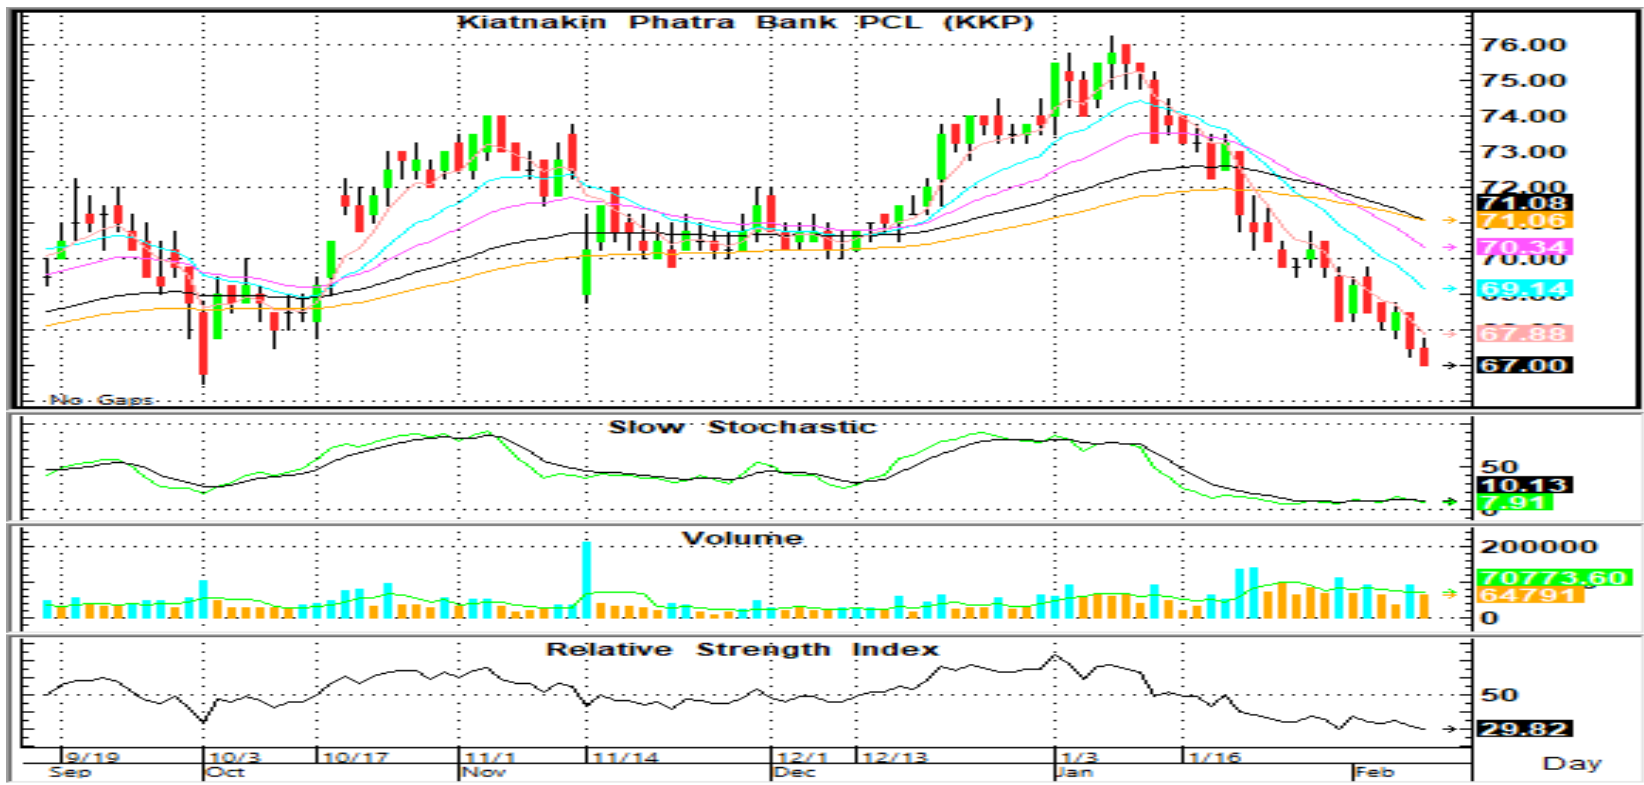 Kiatnakin Phatra Bank PCL (KKP)
76.00
75.00
74.00
73.00
72.00
71.08
71.06
70.34
70.00
69.14
67.88
67.00
No Gaps
Slow Stochastic
50
10.13
7.91
0
Volume
200000
70773.60
64791
0
Relative Strength Index
50
29.82
9/19 10/3 10/17 11/1 11/14 12/1 12/13 1/3 1/16
Sep Oct Nov Dec Jan Feb
Day